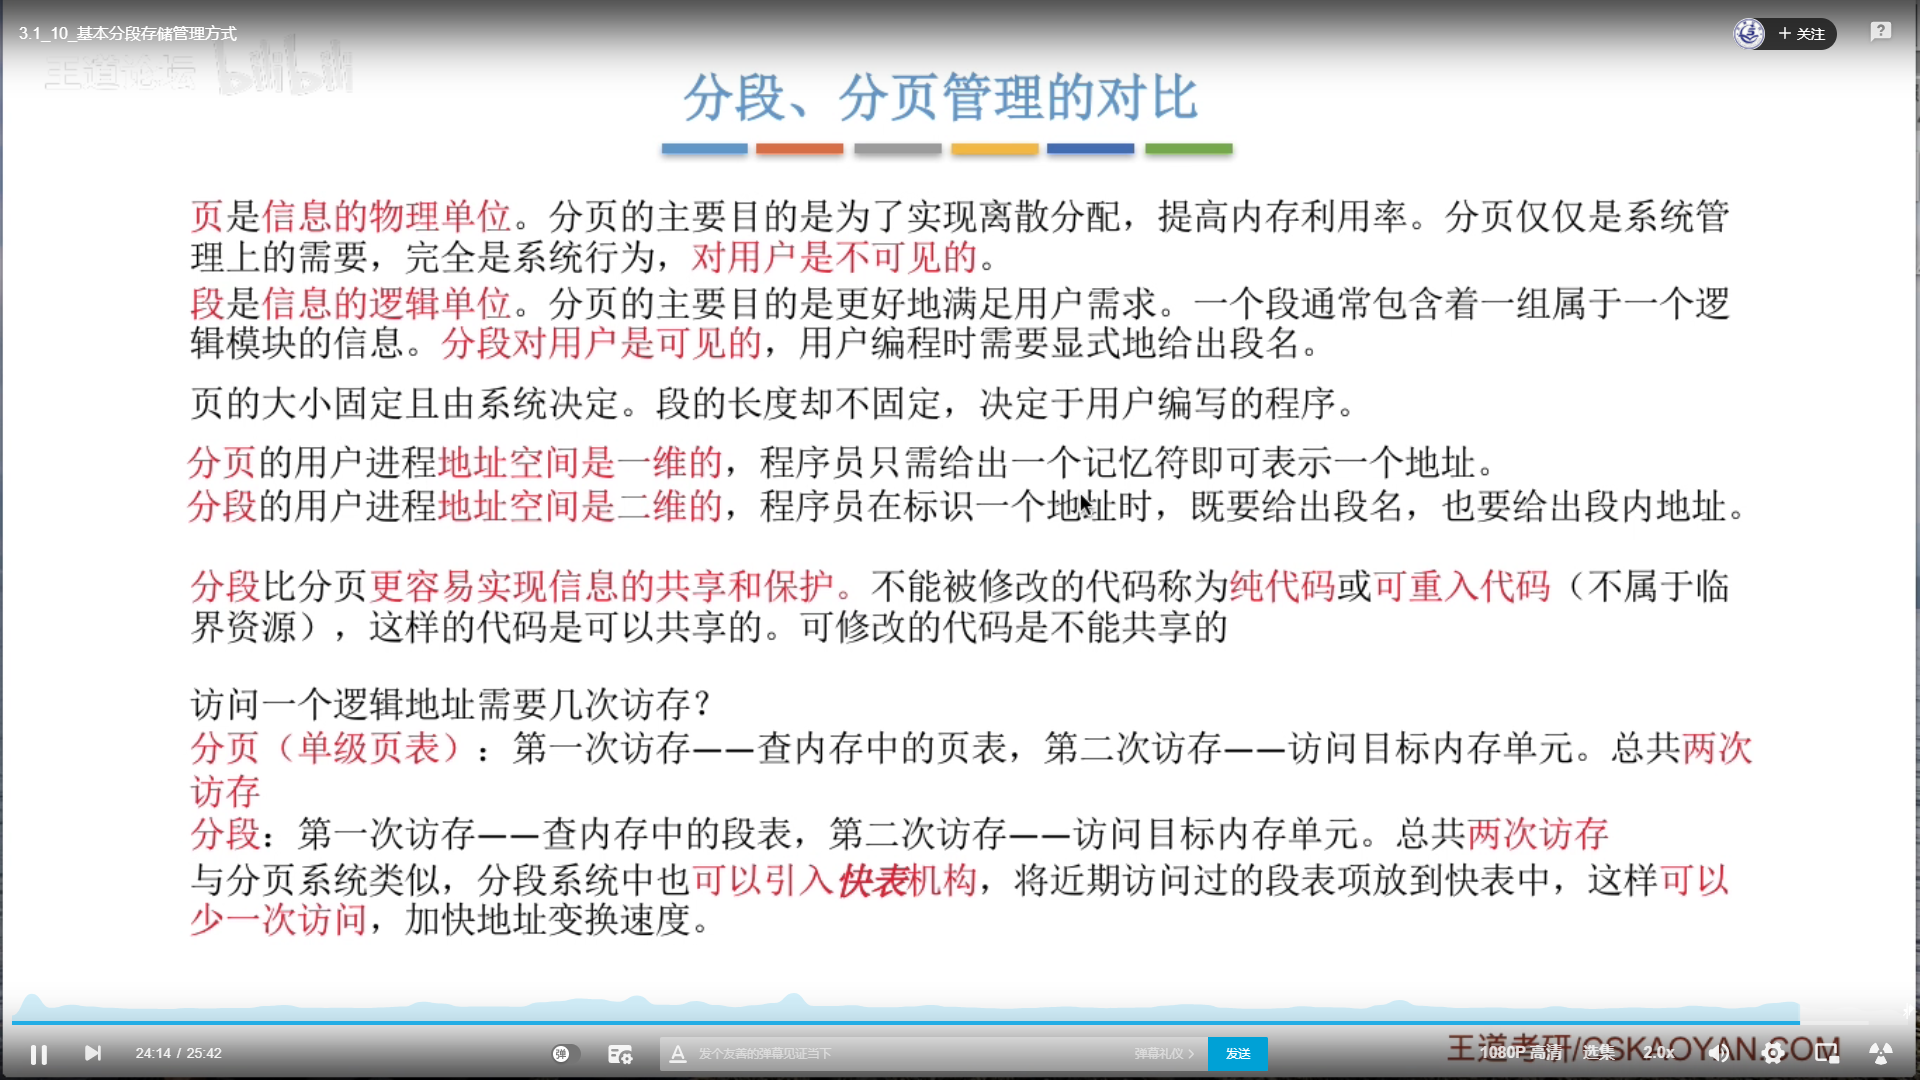 3.1_10_基本分段存储管理方式
+ 关注
王道论坛 bilibili
分段、分页管理的对比
页是信息的物理单位。分页的主要目的是为了实现离散分配，提高内存利用率。分页仅仅是系统管
理上的需要，完全是系统行为，对用户是不可见的。
段是信息的逻辑单位。分页的主要目的是更好地满足用户需求。一个段通常包含着一组属于一个逻
辑模块的信息。分段对用户是可见的，用户编程时需要显式地给出段名。
页的大小固定且由系统决定。段的长度却不固定，决定于用户编写的程序。
分页的用户进程地址空间是一维的，程序员只需给出一个记忆符即可表示一个地址。
分段的用户进程地址空间是二维的，程序员在标识一个地址时，既要给出段名，也要给出段内地址。
分段比分页更容易实现信息的共享和保护。不能被修改的代码称为纯代码或可重入代码（不属于临
界资源），这样的代码是可以共享的。可修改的代码是不能共享的
访问一个逻辑地址需要几次访存？
分页（单级页表）：第一次访存——查内存中的页表，第二次访存——访问目标内存单元。总共两次
访存
分段：第一次访存——查内存中的段表，第二次访存——访问目标内存单元。总共两次访存
与分页系统类似，分段系统中也可以引入快表机构，将近期访问过的段表项放到快表中，这样可以
少一次访问，加快地址变换速度。
24:14 / 25:42
弹
A 发个友善的弹幕见证当下
弹幕礼仪 >
发送
王道考研/CSKAOYAN.COM
1080P 高清
选集
2.0x